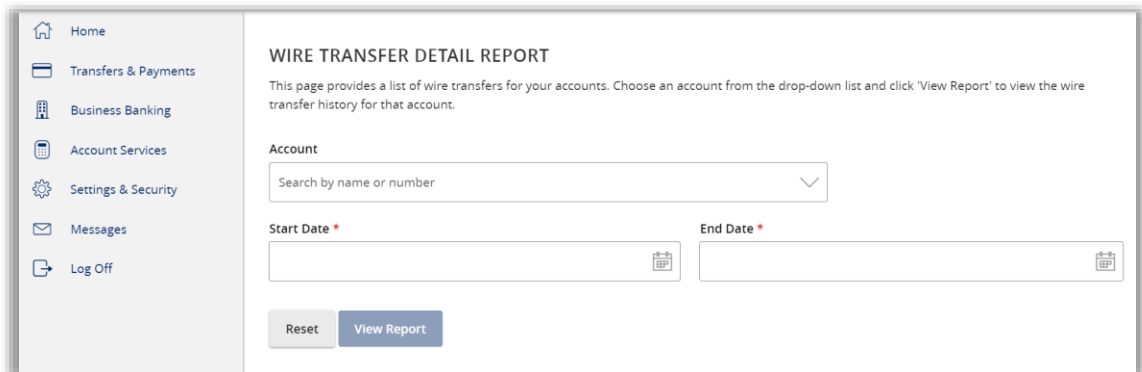 Home
Transfers & Payments
Business Banking
Account Services
Settings & Security
Messages
Log Off
WIRE TRANSFER DETAIL REPORT
This page provides a list of wire transfers for your accounts. Choose an account from the drop-down list and click 'View Report' to view the wire
transfer history for that account.
Account
Search by name or number
Start Date *
End Date *
Reset
View Report